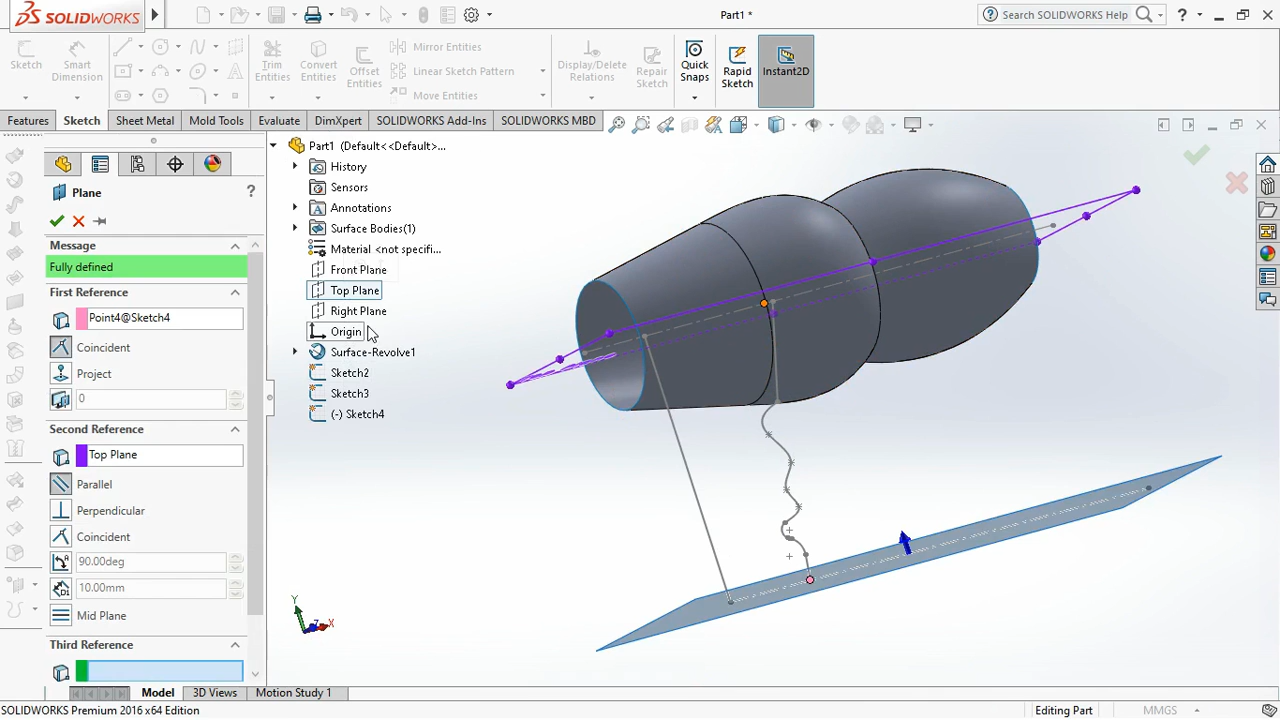 SOLIDWORKS
Part1 *
Search SOLIDWORKS Help
Sketch
Smart Dimension
Trim Entities
Convert Entities
Offset Entities
Mirror Entities
Linear Sketch Pattern
Move Entities
Display/Delete Relations
Repair Sketch
Quick Snaps
Rapid Sketch
Instant2D
Features
Sketch
Sheet Metal
Mold Tools
Evaluate
DimXpert
SOLIDWORKS Add-Ins
SOLIDWORKS MBD
Plane
?
Message
Fully defined
First Reference
Point4@Sketch4
Coincident
Project
0
Second Reference
Top Plane
Parallel
Perpendicular
Coincident
90.00deg
10.00mm
Mid Plane
Third Reference
Part1 (Default<<Default>...
History
Sensors
Annotations
Surface Bodies(1)
Material <not specifi...
Front Plane
Top Plane
Right Plane
Origin
Surface-Revolve1
Sketch2
Sketch3
(-) Sketch4
Y
Z
X
Model
3D Views
Motion Study 1
SOLIDWORKS Premium 2016 x64 Edition
Editing Part
MMGS